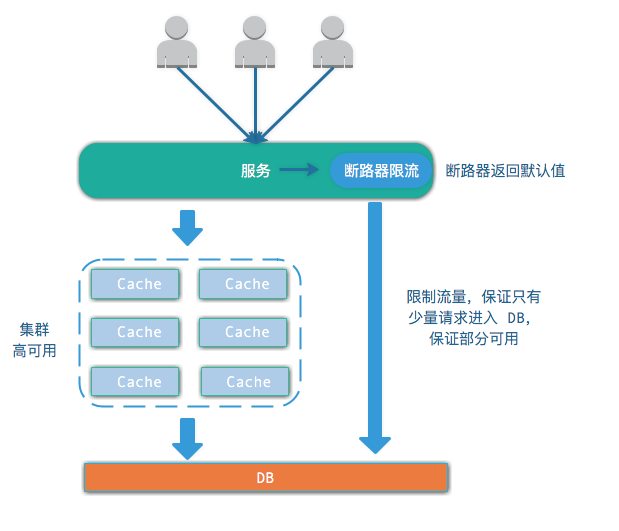 服务
断路器限流
断路器返回默认值
Cache
Cache
Cache
Cache
Cache
Cache
集群
高可用
限制流量，保证只有
少量请求进入 DB，
保证部分可用
DB